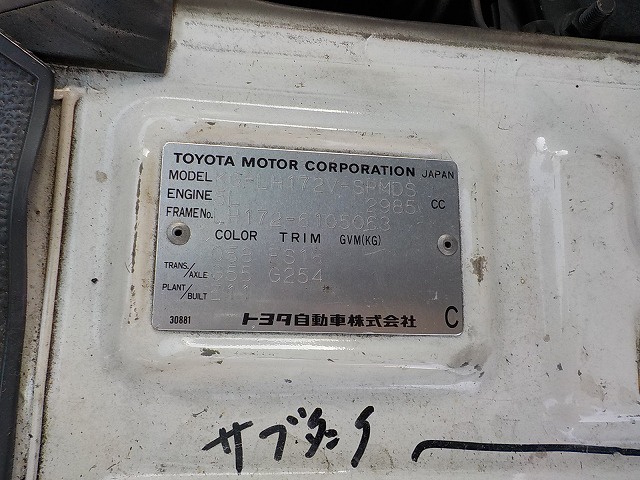 TOYOTA MOTOR CORPORATION JAPAN
MODEL
ENGINE 2985 CC
FRAME No.
COLOR TRIM GVM(KG)
TRANS./AXLE G254
PLANT/BUILT
30881 トヨタ自動車株式会社 C
サブタンク